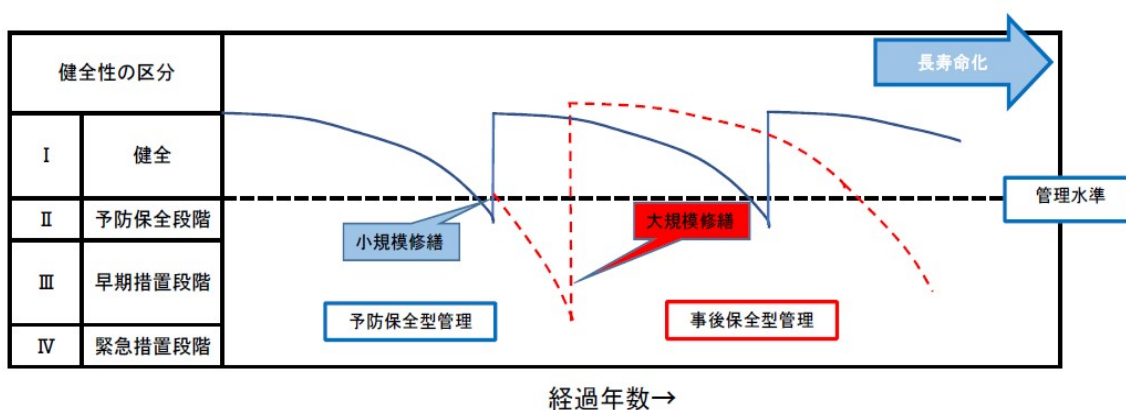 長寿命化
健全性の区分
Ⅰ 健全
管理水準
Ⅱ 予防保全段階
小規模修繕
大規模修繕
Ⅲ 早期措置段階
予防保全型管理
事後保全型管理
Ⅳ 緊急措置段階
経過年数→